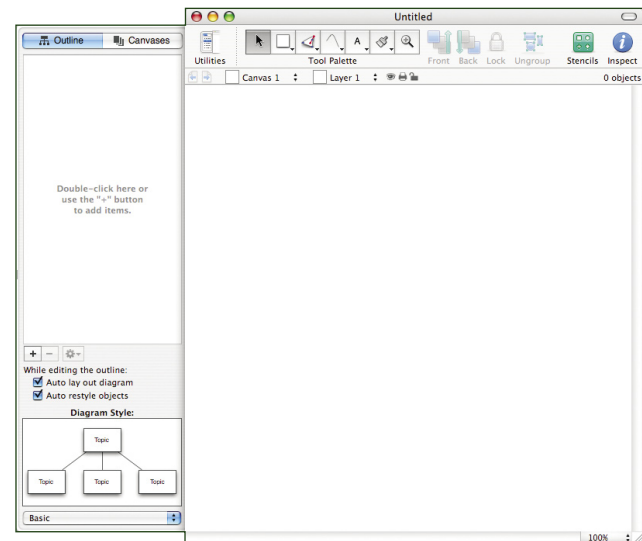 Untitled
Outline
Canvases
Utilities
A
Tool Palette
Front
Back
Lock
Ungroup
Stencils
Inspect
Canvas 1
Layer 1
0 objects
Double-click here or
use the "+" button
to add items.
While editing the outline:
Auto lay out diagram
Auto restyle objects
Diagram Style:
Topic
Topic
Topic
Topic
Basic
100%